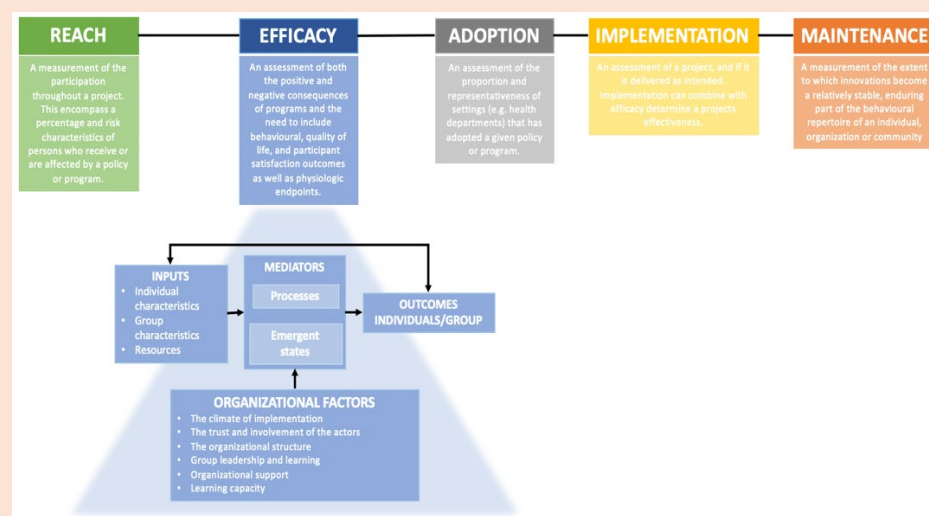 REACH
A measurement of the
participation
throughout a project.
This encompass a
percentage and risk
characteristics of
persons who receive or
are affected by a policy
or program.
EFFICACY
An assessment of both
the positive and
negative consequences
of programs and the
need to include
behavioural, quality of
life, and participant
satisfaction outcomes
as well as physiologic
endpoints.
ADOPTION
An assessment of the
proportion and
representativeness of
settings (e.g. health
departments) that has
adopted a given policy
or program.
IMPLEMENTATION
An assessment of a project, and if it
is delivered as intended.
Implementation can combine with
efficacy determine a projects
effectiveness.
MAINTENANCE
A measurement of the extent
to which innovations become
a relatively stable, enduring
part of the behavioural
repertoire of an individual,
organization or community
INPUTS
• Individual
characteristics
• Group
characteristics
• Resources
MEDIATORS
Processes
Emergent
states
OUTCOMES
INDIVIDUALS/GROUP
ORGANIZATIONAL FACTORS
• The climate of implementation
• The trust and involvement of the actors
• The organizational structure
• Group leadership and learning
• Organizational support
• Learning capacity